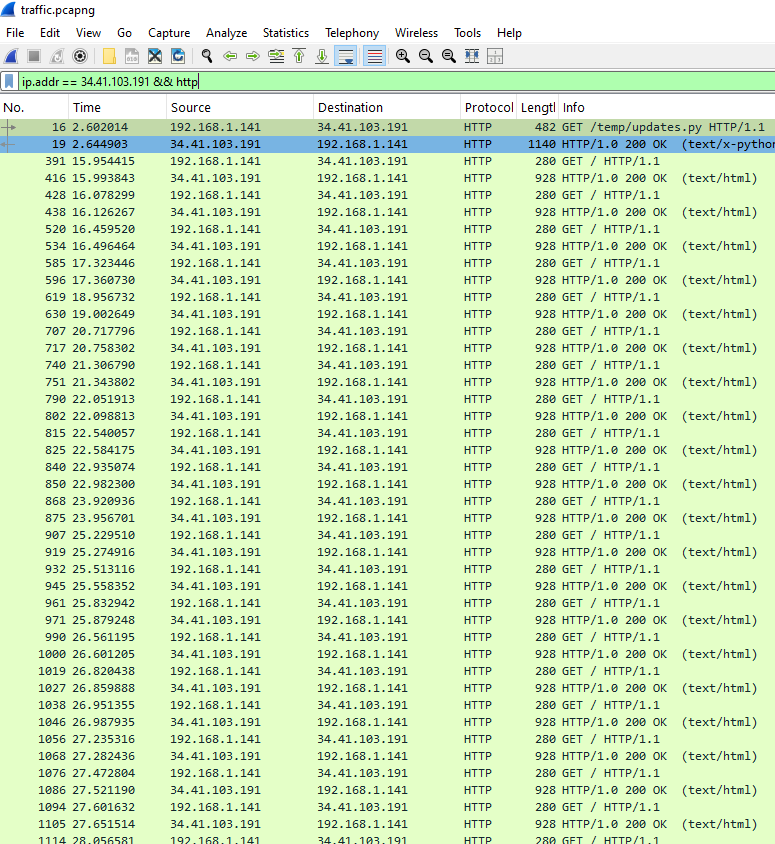 traffic.pcapng
File Edit View Go Capture Analyze Statistics Telephony Wireless Tools Help
ip.addr == 34.41.103.191 && http
No. Time Source Destination Protocol Lengtl Info
16 2.602014 192.168.1.141 34.41.103.191 HTTP 482 GET /temp/updates.py HTTP/1.1
19 2.644903 34.41.103.191 192.168.1.141 HTTP 1140 HTTP/1.0 200 OK (text/x-python
391 15.954415 192.168.1.141 34.41.103.191 HTTP 280 GET / HTTP/1.1
416 15.993843 34.41.103.191 192.168.1.141 HTTP 928 HTTP/1.0 200 OK (text/html)
428 16.078299 192.168.1.141 34.41.103.191 HTTP 280 GET / HTTP/1.1
438 16.126267 34.41.103.191 192.168.1.141 HTTP 928 HTTP/1.0 200 OK (text/html)
520 16.459520 192.168.1.141 34.41.103.191 HTTP 280 GET / HTTP/1.1
534 16.496464 34.41.103.191 192.168.1.141 HTTP 928 HTTP/1.0 200 OK (text/html)
585 17.323446 192.168.1.141 34.41.103.191 HTTP 280 GET / HTTP/1.1
596 17.360730 34.41.103.191 192.168.1.141 HTTP 928 HTTP/1.0 200 OK (text/html)
619 18.956732 192.168.1.141 34.41.103.191 HTTP 280 GET / HTTP/1.1
630 19.002649 34.41.103.191 192.168.1.141 HTTP 928 HTTP/1.0 200 OK (text/html)
707 20.717796 192.168.1.141 34.41.103.191 HTTP 280 GET / HTTP/1.1
717 20.758302 34.41.103.191 192.168.1.141 HTTP 928 HTTP/1.0 200 OK (text/html)
740 21.306790 192.168.1.141 34.41.103.191 HTTP 280 GET / HTTP/1.1
751 21.343802 34.41.103.191 192.168.1.141 HTTP 928 HTTP/1.0 200 OK (text/html)
790 22.051913 192.168.1.141 34.41.103.191 HTTP 280 GET / HTTP/1.1
802 22.098813 34.41.103.191 192.168.1.141 HTTP 928 HTTP/1.0 200 OK (text/html)
815 22.540057 192.168.1.141 34.41.103.191 HTTP 280 GET / HTTP/1.1
825 22.584175 34.41.103.191 192.168.1.141 HTTP 928 HTTP/1.0 200 OK (text/html)
840 22.935074 192.168.1.141 34.41.103.191 HTTP 280 GET / HTTP/1.1
850 22.982300 34.41.103.191 192.168.1.141 HTTP 928 HTTP/1.0 200 OK (text/html)
868 23.920936 192.168.1.141 34.41.103.191 HTTP 280 GET / HTTP/1.1
875 23.956701 34.41.103.191 192.168.1.141 HTTP 928 HTTP/1.0 200 OK (text/html)
907 25.229510 192.168.1.141 34.41.103.191 HTTP 280 GET / HTTP/1.1
919 25.274916 34.41.103.191 192.168.1.141 HTTP 928 HTTP/1.0 200 OK (text/html)
932 25.513116 192.168.1.141 34.41.103.191 HTTP 280 GET / HTTP/1.1
945 25.558352 34.41.103.191 192.168.1.141 HTTP 928 HTTP/1.0 200 OK (text/html)
961 25.832942 192.168.1.141 34.41.103.191 HTTP 280 GET / HTTP/1.1
971 25.879248 34.41.103.191 192.168.1.141 HTTP 928 HTTP/1.0 200 OK (text/html)
990 26.561195 192.168.1.141 34.41.103.191 HTTP 280 GET / HTTP/1.1
1000 26.601205 34.41.103.191 192.168.1.141 HTTP 928 HTTP/1.0 200 OK (text/html)
1019 26.820438 192.168.1.141 34.41.103.191 HTTP 280 GET / HTTP/1.1
1027 26.859888 34.41.103.191 192.168.1.141 HTTP 928 HTTP/1.0 200 OK (text/html)
1038 26.951355 192.168.1.141 34.41.103.191 HTTP 280 GET / HTTP/1.1
1046 26.987935 34.41.103.191 192.168.1.141 HTTP 928 HTTP/1.0 200 OK (text/html)
1056 27.235316 192.168.1.141 34.41.103.191 HTTP 280 GET / HTTP/1.1
1068 27.282436 34.41.103.191 192.168.1.141 HTTP 928 HTTP/1.0 200 OK (text/html)
1076 27.472804 192.168.1.141 34.41.103.191 HTTP 280 GET / HTTP/1.1
1086 27.521190 34.41.103.191 192.168.1.141 HTTP 928 HTTP/1.0 200 OK (text/html)
1094 27.601632 192.168.1.141 34.41.103.191 HTTP 280 GET / HTTP/1.1
1105 27.651514 34.41.103.191 192.168.1.141 HTTP 928 HTTP/1.0 200 OK (text/html)
1114 28.056581 192.168.1.141 34.41.103.191 HTTP 280 GET / HTTP/1.1